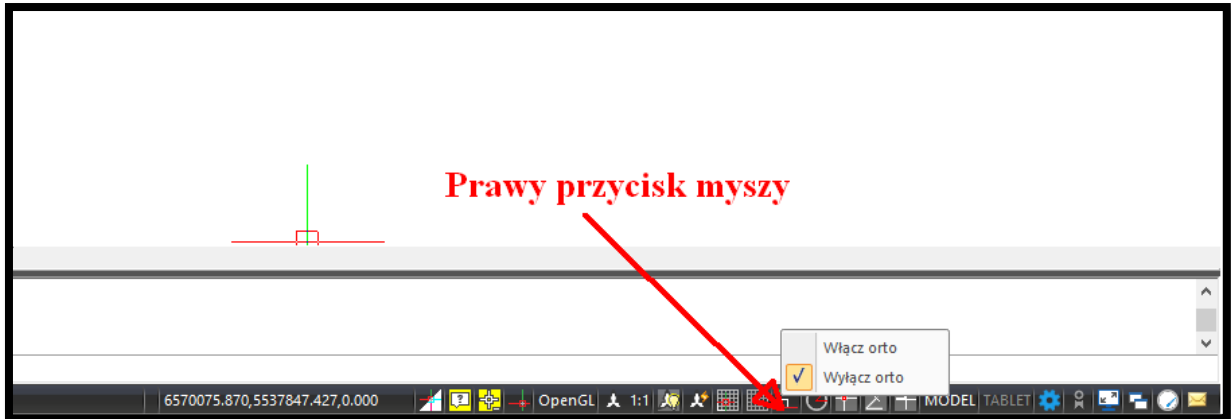 Prawy przycisk myszy
Włącz orto
Wyłącz orto
6570075.870,5537847.427,0.000 OpenGL 1:1 MODEL TABLET